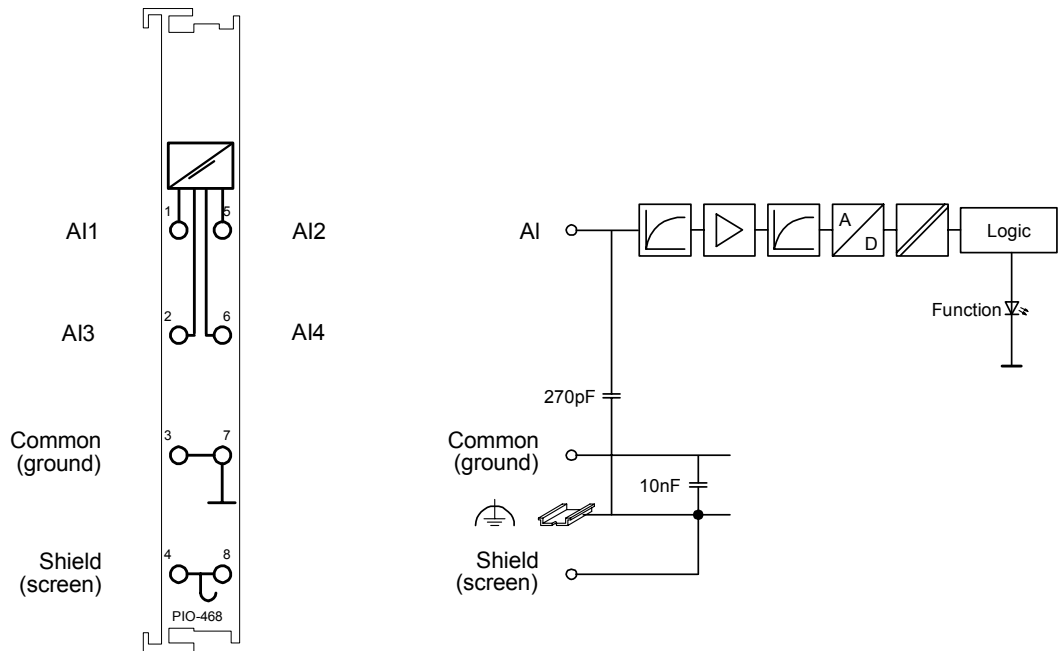 1
5
AI1
AI2
2
6
AI3
AI4
3
7
Common
(ground)
4
8
Shield
(screen)
PIO-468
AI
A
D
Logic
Function
270pF
Common
(ground)
10nF
Shield
(screen)